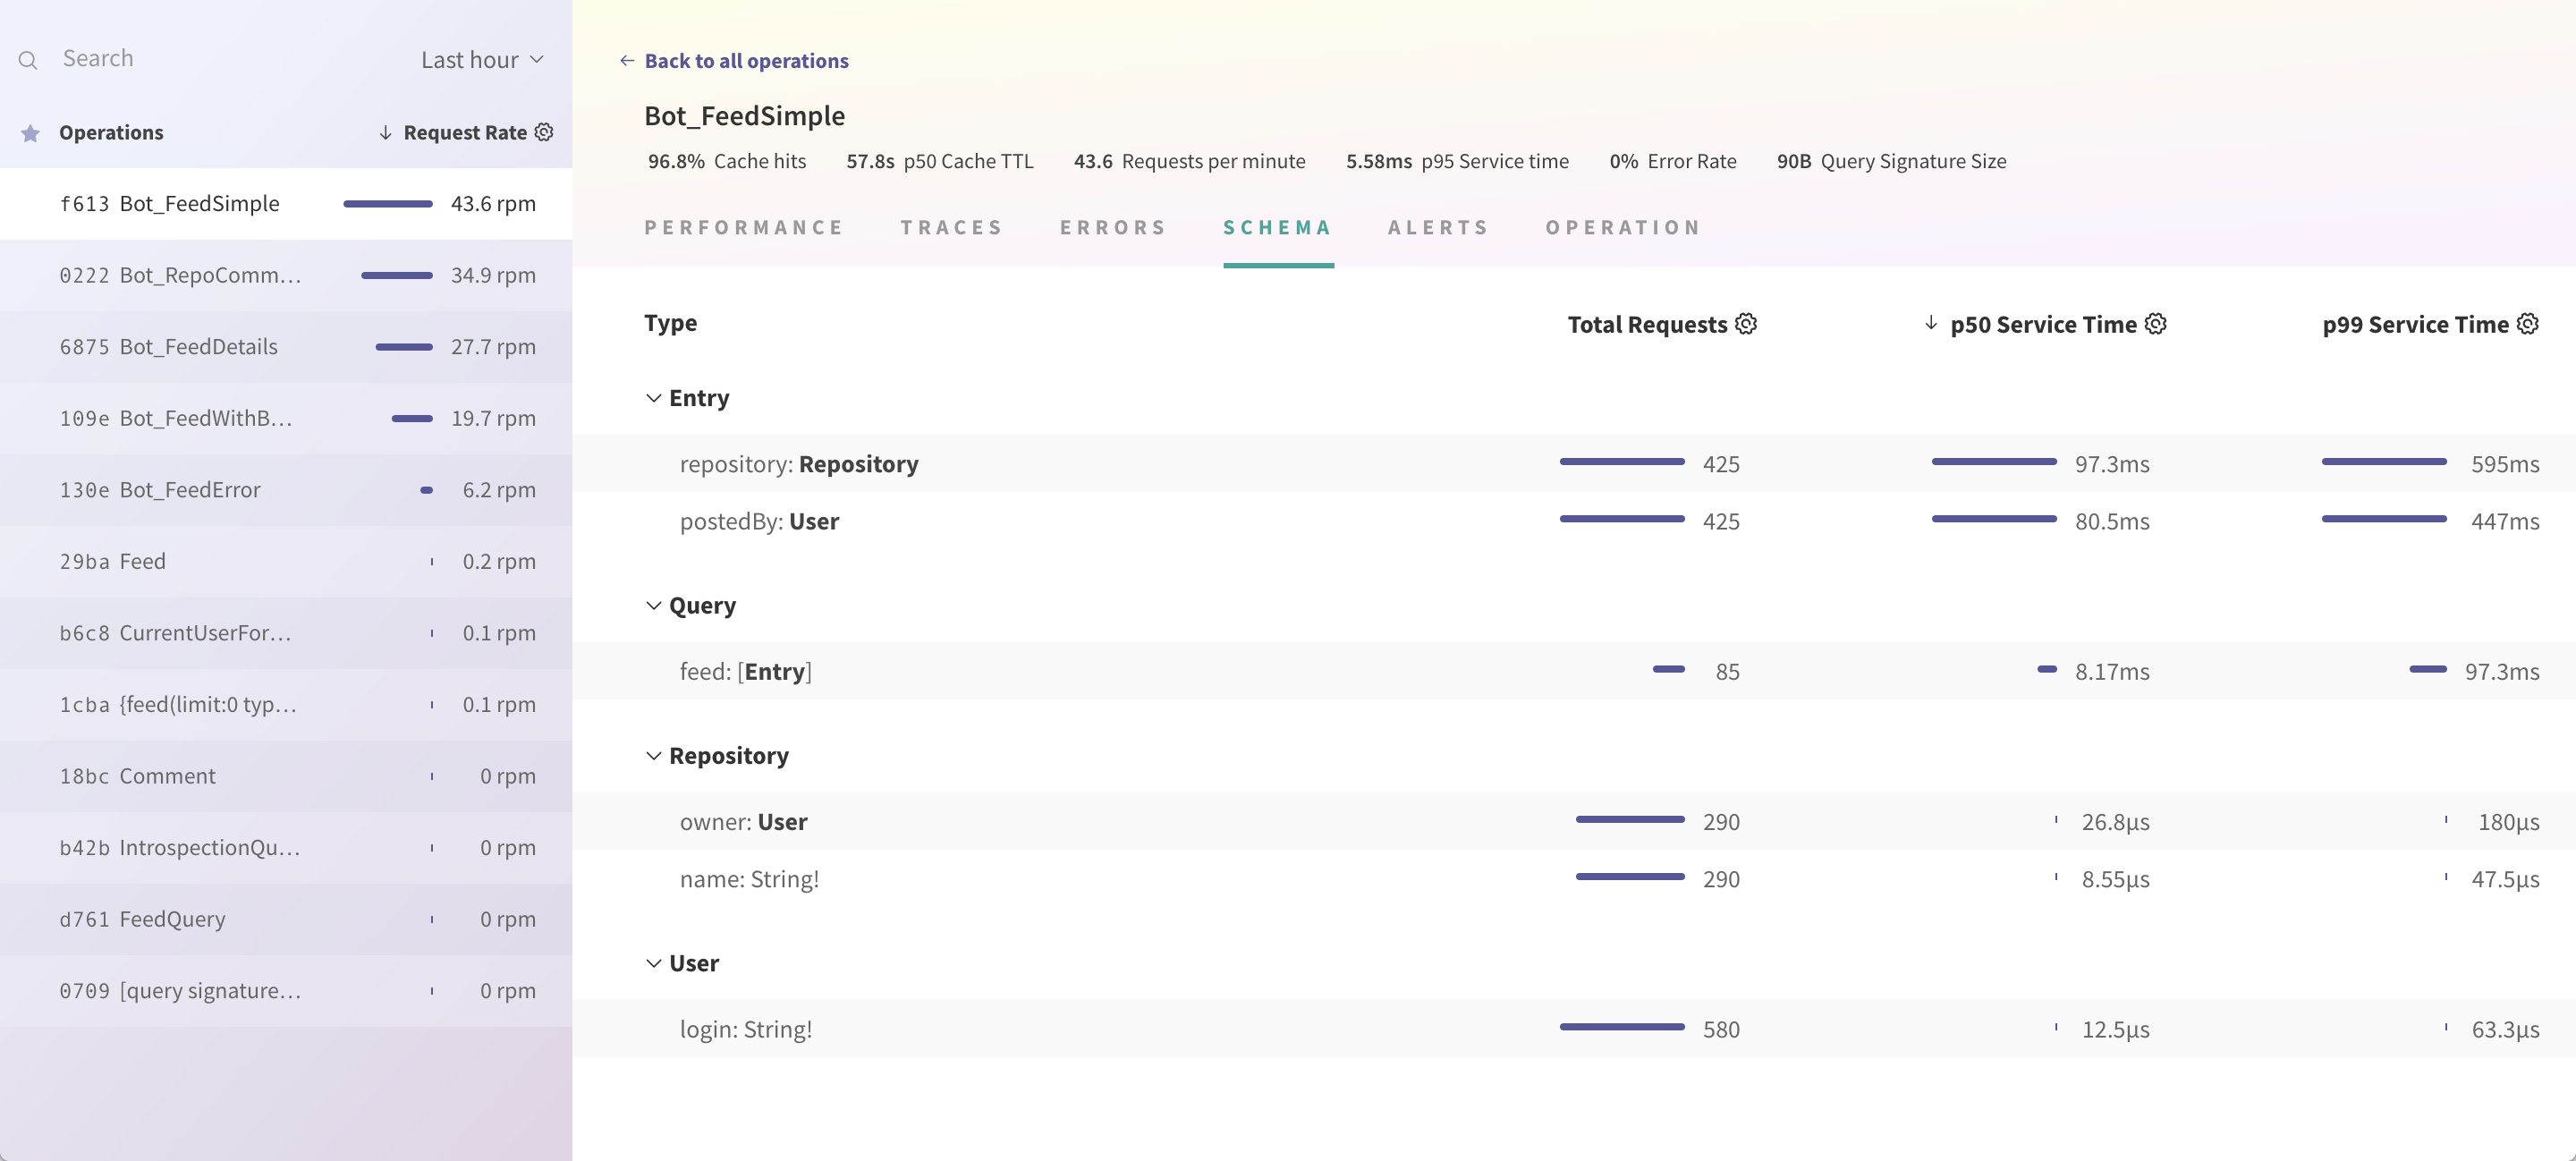 Search Last hour
Operations Request Rate
f613 Bot_FeedSimple 43.6 rpm
0222 Bot_RepoComm... 34.9 rpm
6875 Bot_FeedDetails 27.7 rpm
109e Bot_FeedWithB... 19.7 rpm
130e Bot_FeedError 6.2 rpm
29ba Feed 0.2 rpm
b6c8 CurrentUserFor... 0.1 rpm
1cba {feed(limit:0 typ... 0.1 rpm
18bc Comment 0 rpm
b42b IntrospectionQu... 0 rpm
d761 FeedQuery 0 rpm
0709 [query signature... 0 rpm
← Back to all operations
Bot_FeedSimple
96.8% Cache hits 57.8s p50 Cache TTL 43.6 Requests per minute 5.58ms p95 Service time 0% Error Rate 90B Query Signature Size
PERFORMANCE TRACES ERRORS SCHEMA ALERTS OPERATION
Type Total Requests ↓ p50 Service Time p99 Service Time
Entry
repository: Repository 425 97.3ms 595ms
postedBy: User 425 80.5ms 447ms
Query
feed: [Entry] 85 8.17ms 97.3ms
Repository
owner: User 290 26.8µs 180µs
name: String! 290 8.55µs 47.5µs
User
login: String! 580 12.5µs 63.3µs